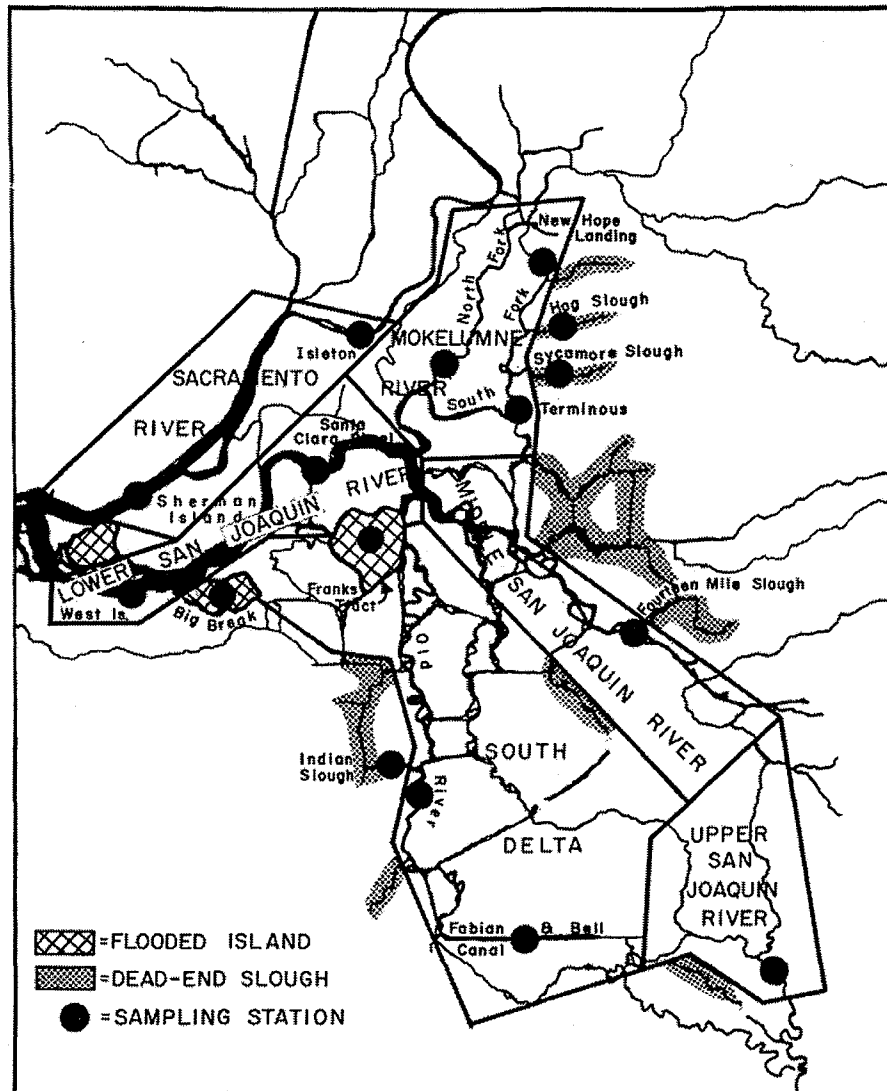 New Hope
Landing
North Fork
South Fork
Hog Slough
Sycamore Slough
MOKELUMNE
RIVER
Isleton
SACRAMENTO
RIVER
Terminous
Santa
Clara
Sherman
Island
LOWER SAN JOAQUIN RIVER
MIDDLE SAN JOAQUIN RIVER
West Is.
Big Break
Franks
Tract
Fourteen Mile Slough
Old River
Indian
Slough
SOUTH
DELTA
UPPER
SAN
JOAQUIN
RIVER
Fabian & Bell
Canal
=FLOODED ISLAND
=DEAD-END SLOUGH
=SAMPLING STATION